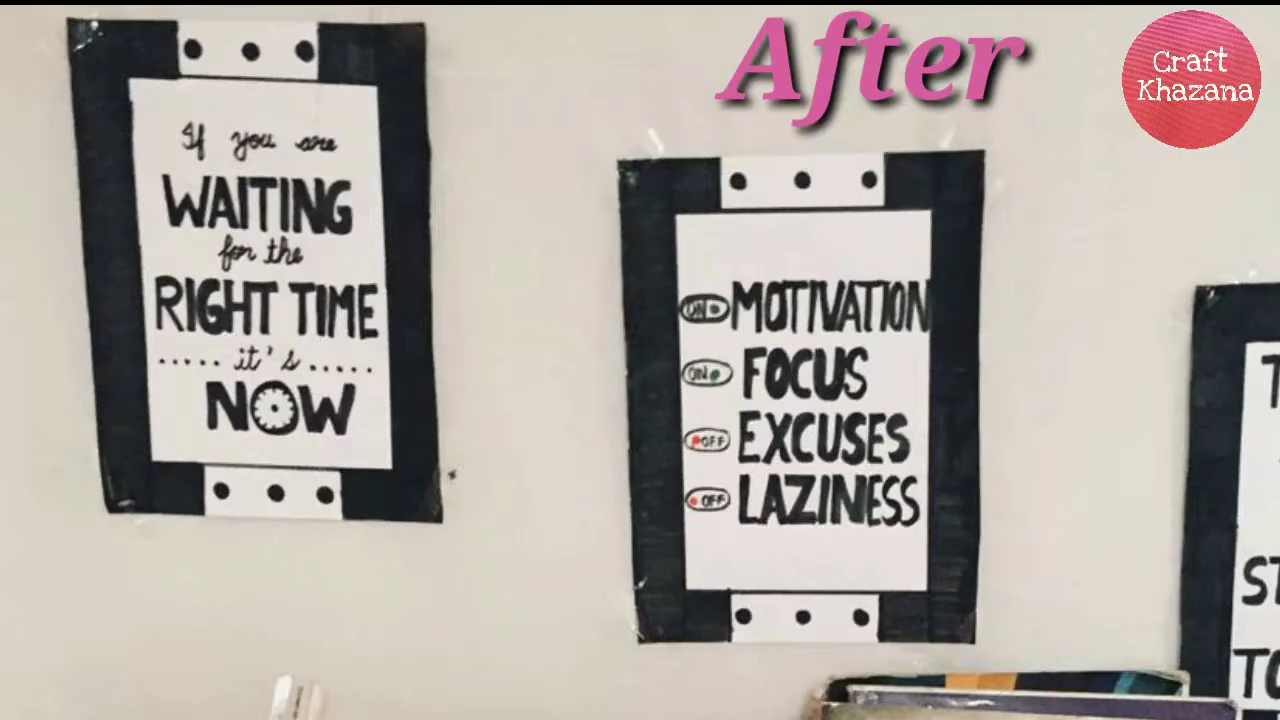 After
Craft
Khazana
If you are
WAITING
for the
RIGHT TIME
..... it's .....
NOW
ON MOTIVATION
ON FOCUS
OFF EXCUSES
OFF LAZINESS